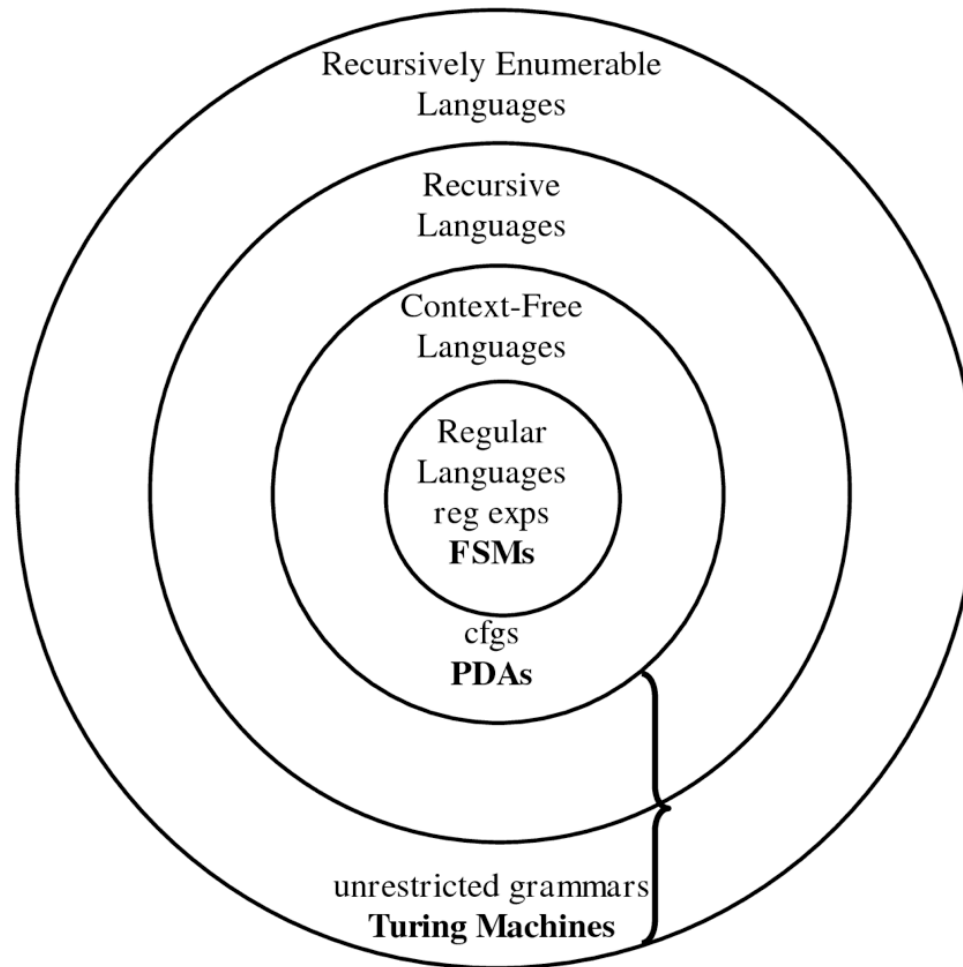 Recursively Enumerable
Languages
Recursive
Languages
Context-Free
Languages
Regular
Languages
reg exps
FSMs
cfgs
PDAs
unrestricted grammars
Turing Machines